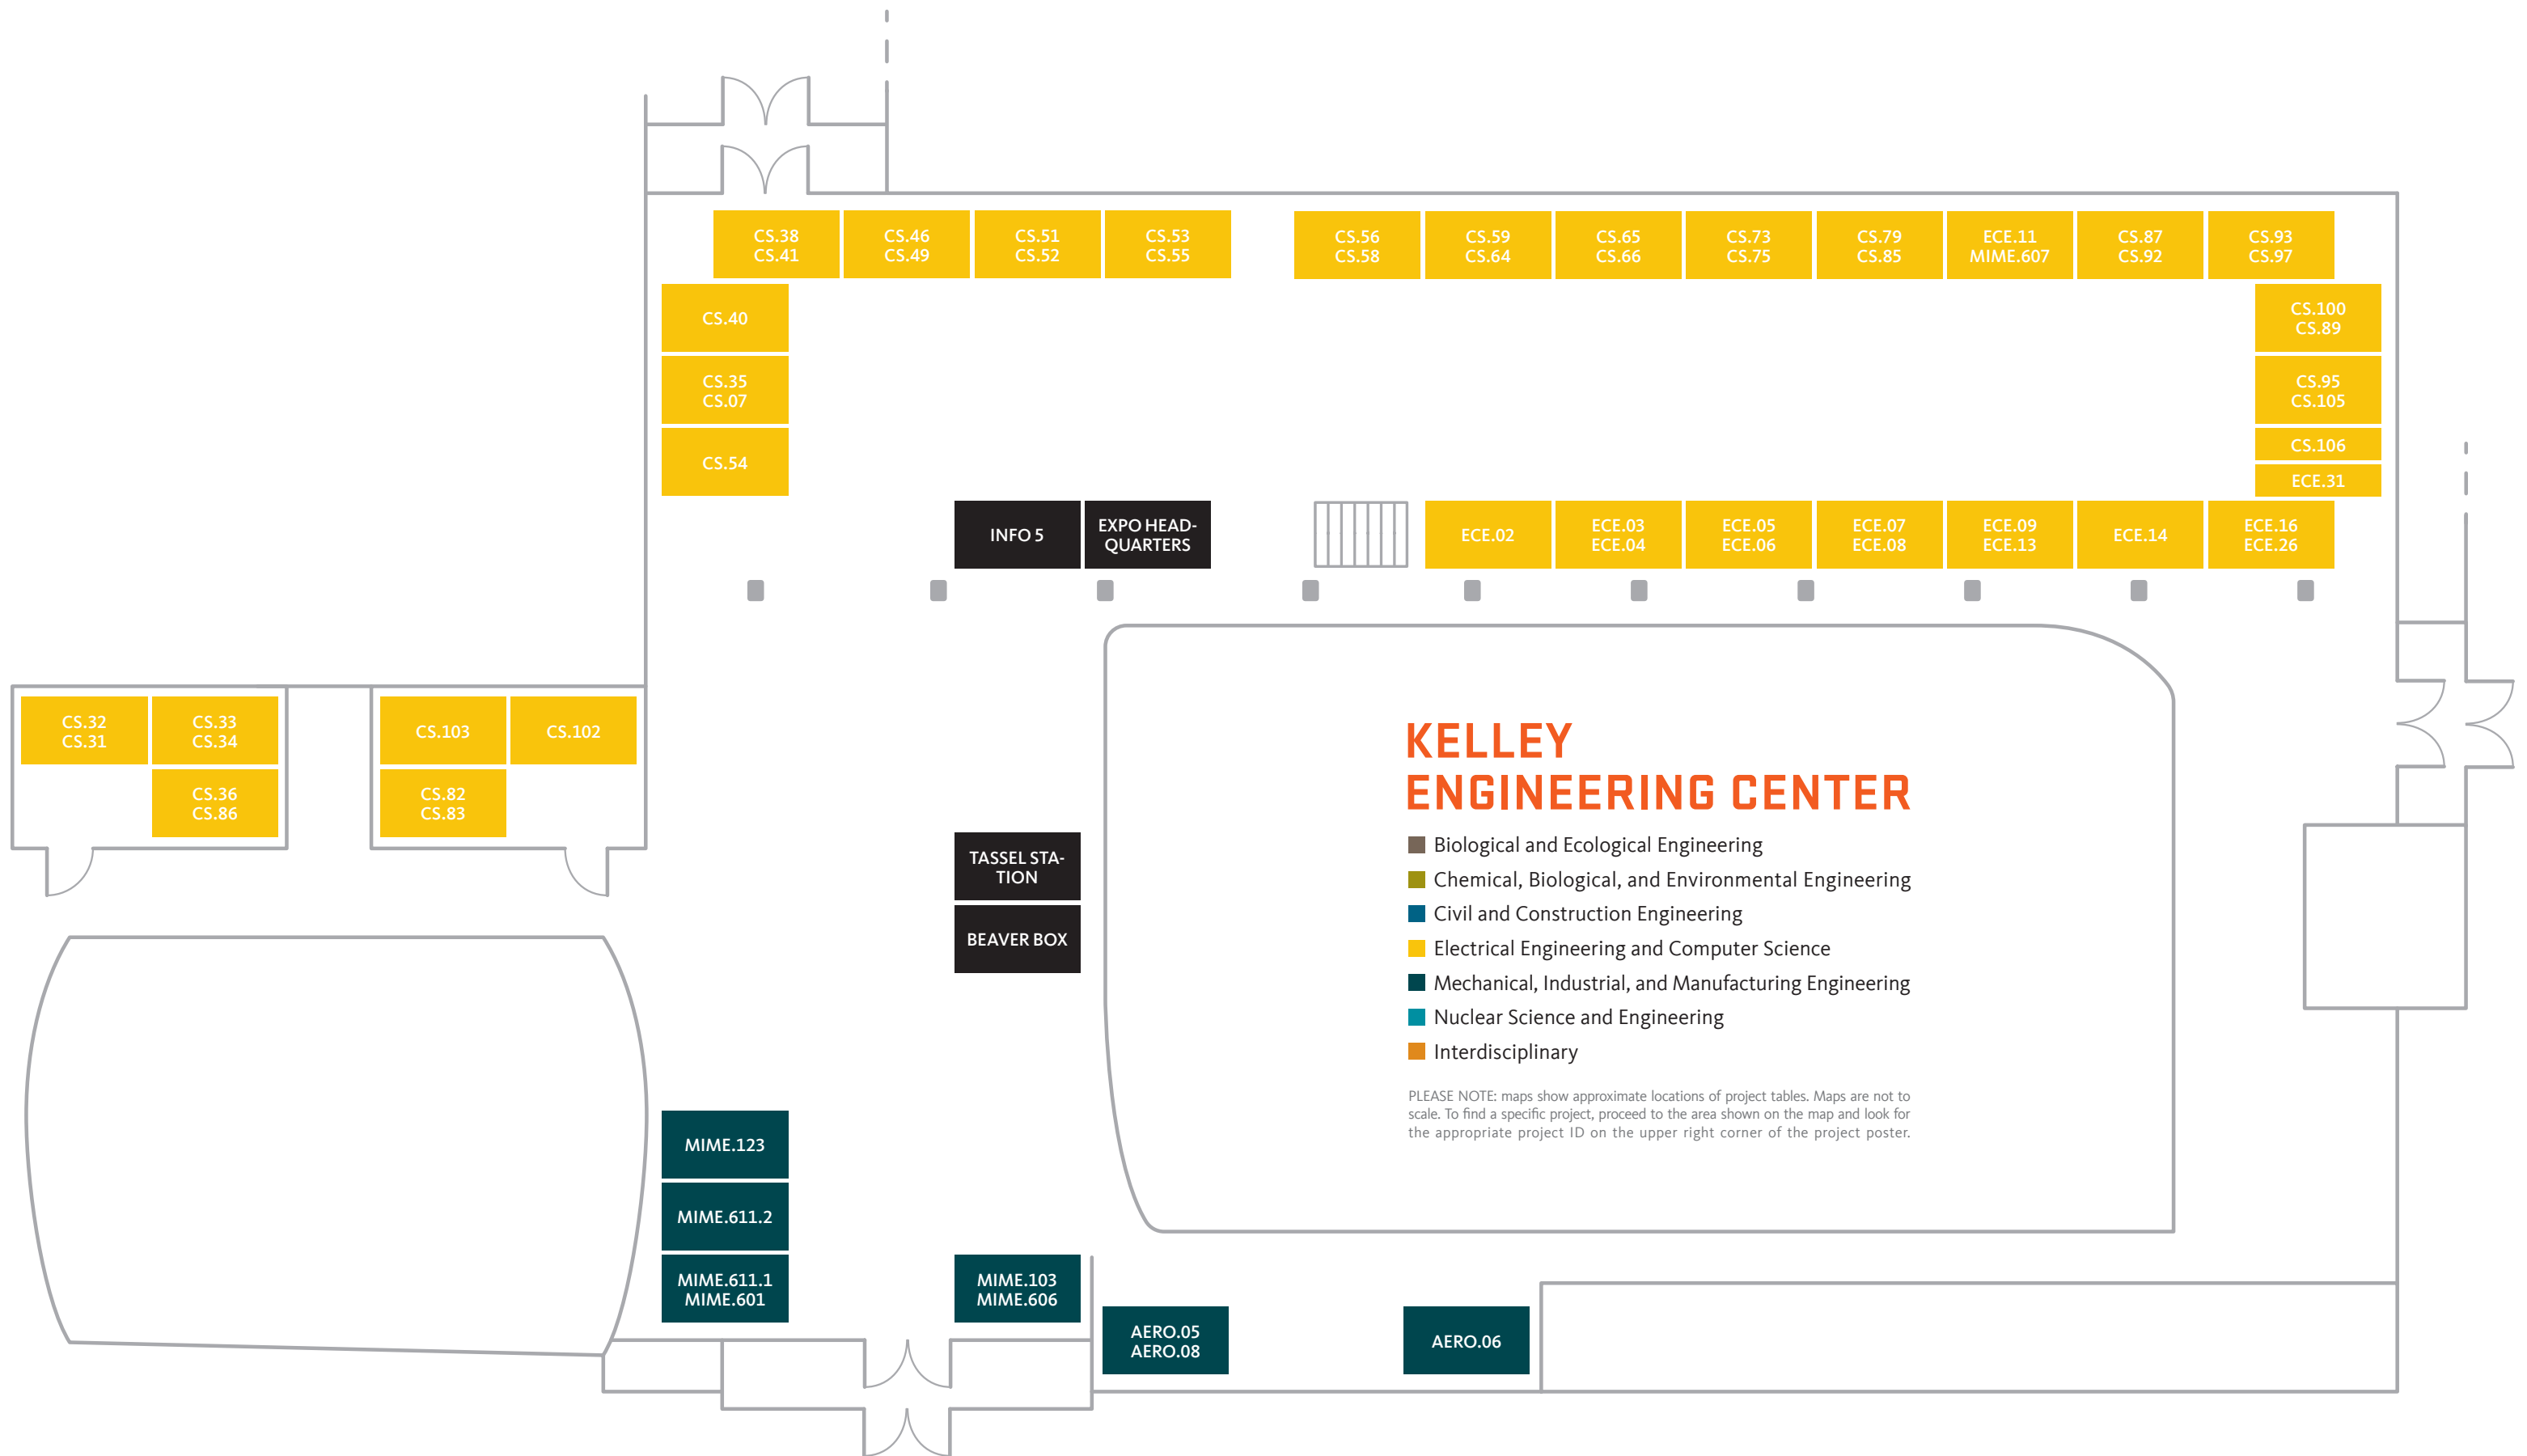 CS.38
CS.41
CS.46
CS.49
CS.51
CS.52
CS.53
CS.55
CS.56
CS.58
CS.59
CS.64
CS.65
CS.66
CS.73
CS.75
CS.79
CS.85
ECE.11
MIME.607
CS.87
CS.92
CS.93
CS.97
CS.40
CS.35
CS.07
CS.54
CS.100
CS.89
CS.95
CS.105
CS.106
ECE.31
INFO 5
EXPO HEAD-
QUARTERS
ECE.02
ECE.03
ECE.04
ECE.05
ECE.06
ECE.07
ECE.08
ECE.09
ECE.13
ECE.14
ECE.16
ECE.26
CS.32
CS.31
CS.33
CS.34
CS.36
CS.86
CS.103
CS.102
CS.82
CS.83
TASSEL STA-
TION
BEAVER BOX
KELLEY
ENGINEERING CENTER
Biological and Ecological Engineering
Chemical, Biological, and Environmental Engineering
Civil and Construction Engineering
Electrical Engineering and Computer Science
Mechanical, Industrial, and Manufacturing Engineering
Nuclear Science and Engineering
Interdisciplinary
PLEASE NOTE: maps show approximate locations of project tables. Maps are not to
scale. To find a specific project, proceed to the area shown on the map and look for
the appropriate project ID on the upper right corner of the project poster.
MIME.123
MIME.611.2
MIME.611.1
MIME.601
MIME.103
MIME.606
AERO.05
AERO.08
AERO.06